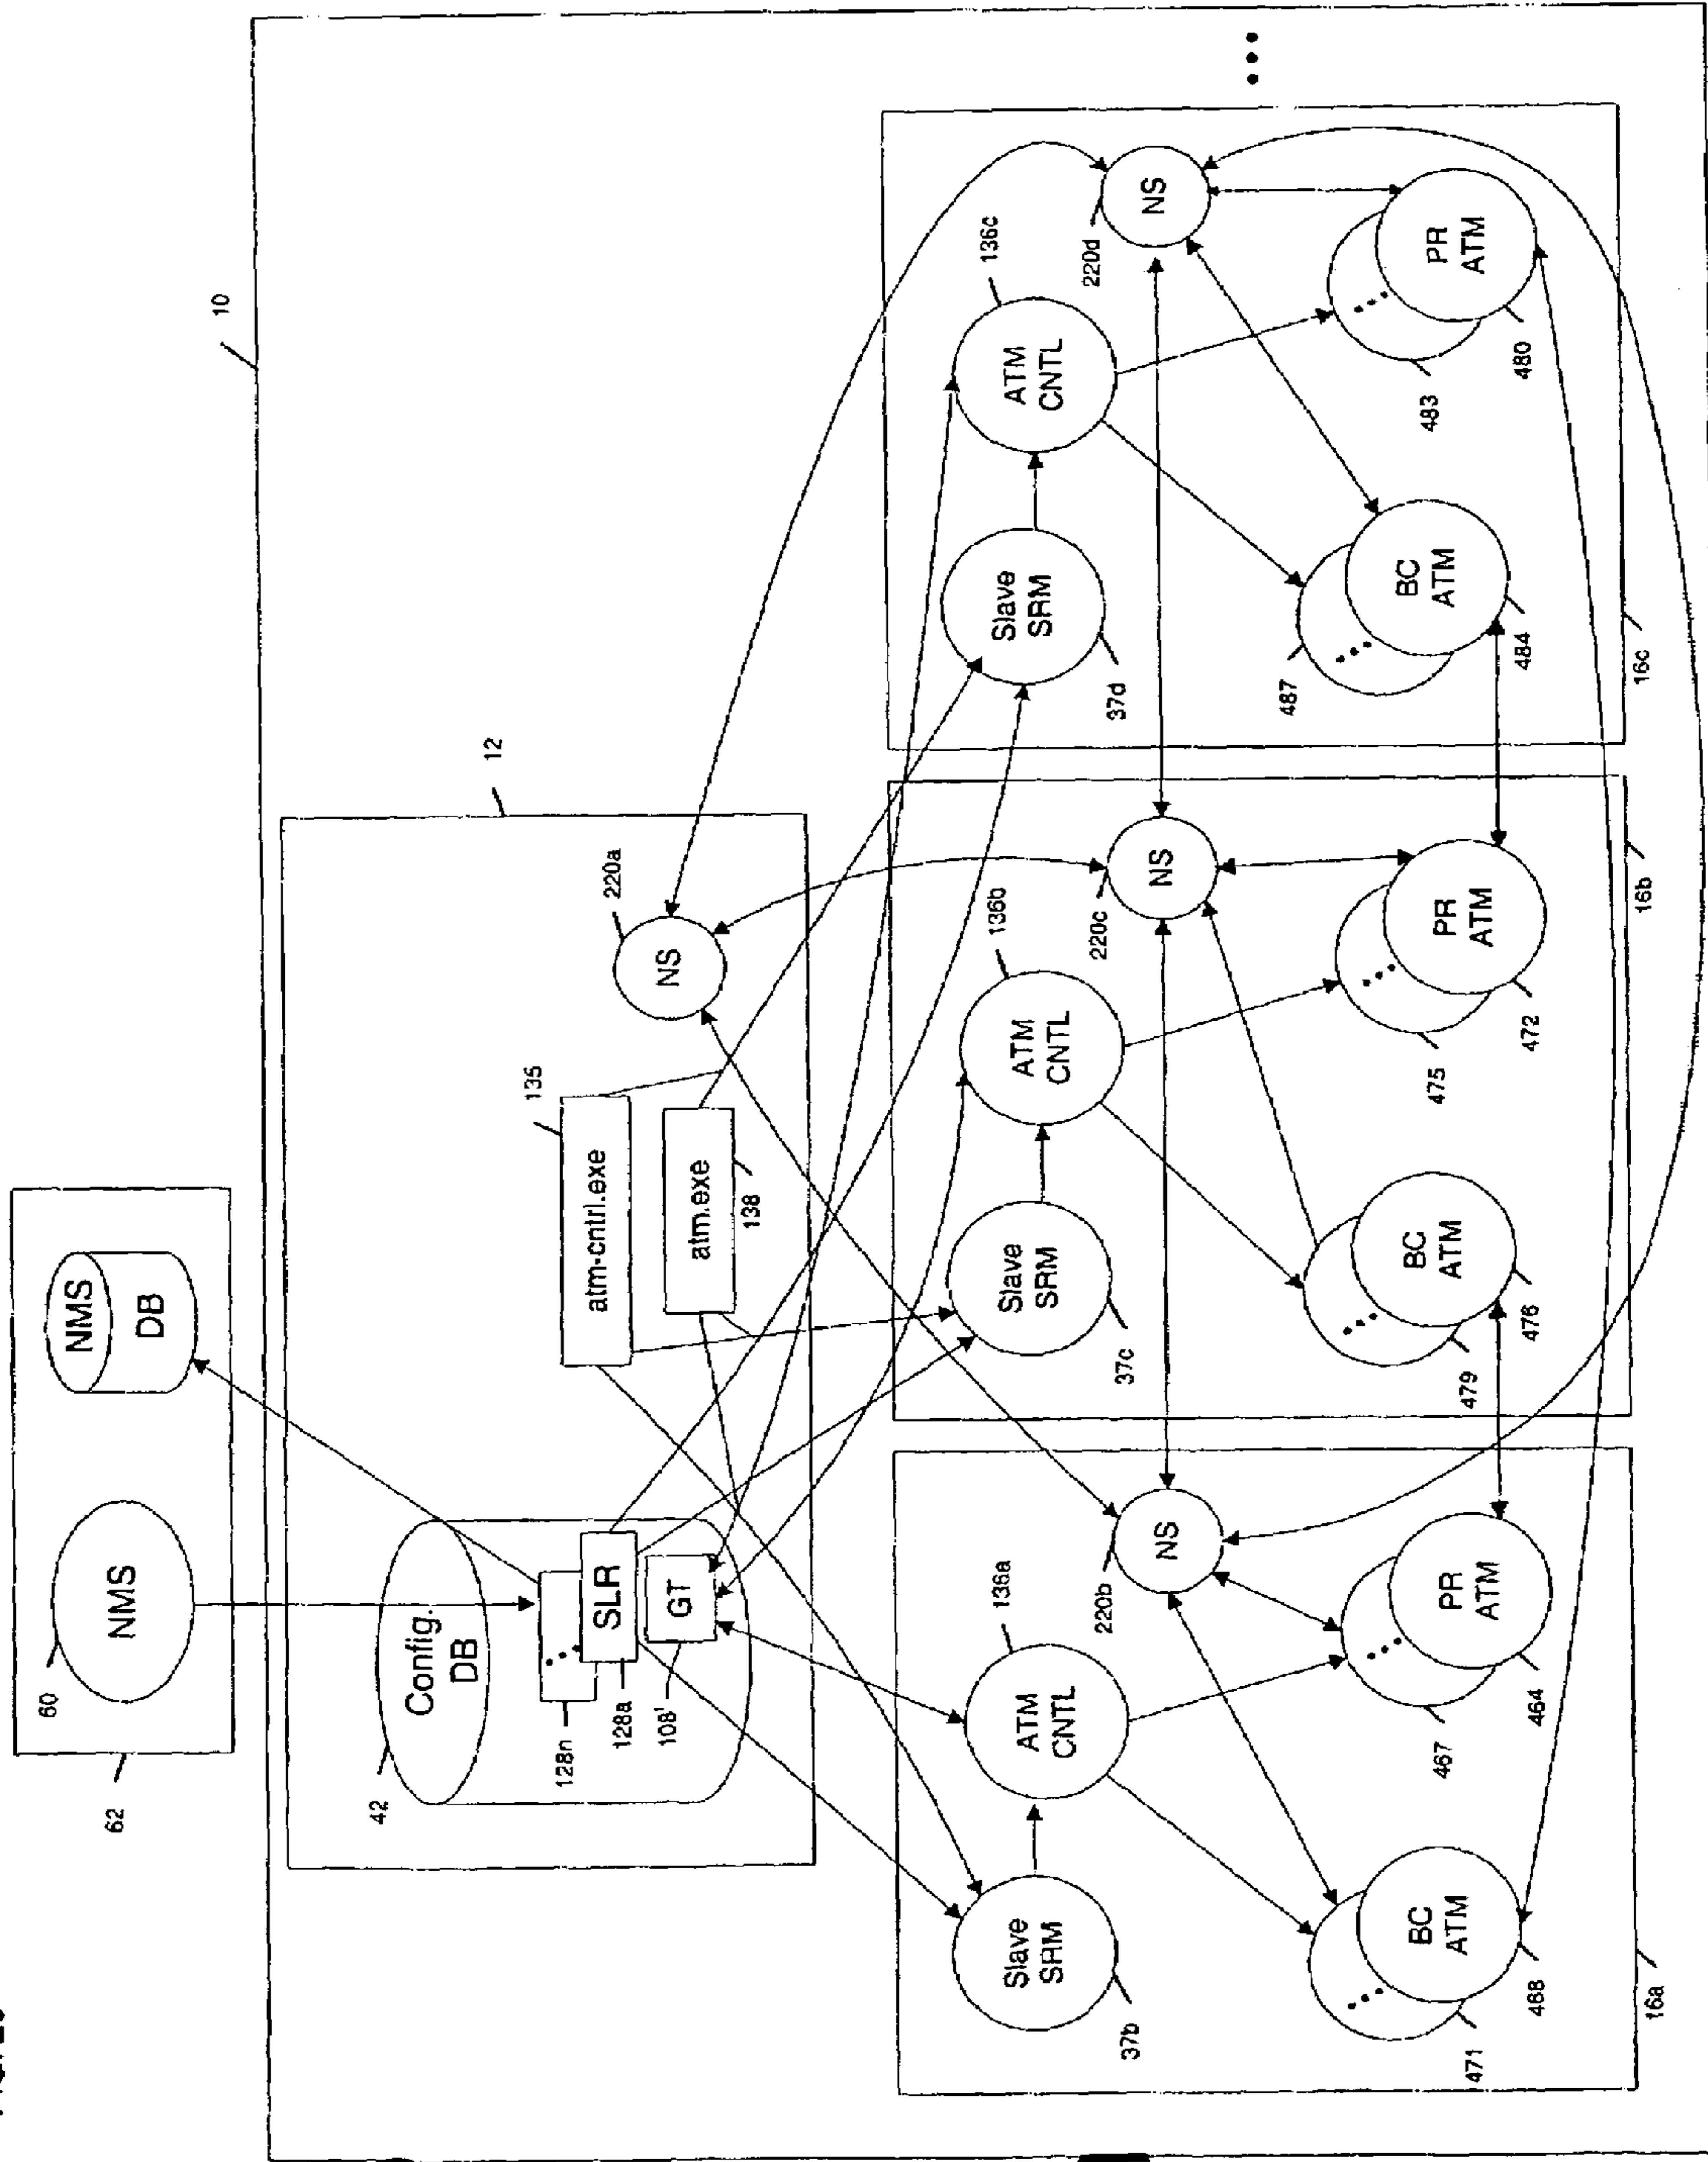 10
62
60
NMS
NMS
DB
12
42
Config.
DB
128n
128a
108'
SLR
GT
atm-cntrl.exe
135
atm.exe
138
NS
220a
16a
Slave
SRM
37b
ATM
CNTL
136a
NS
220b
BC
ATM
471
468
PR
ATM
467
464
16b
Slave
SRM
37c
ATM
CNTL
136b
NS
220c
BC
ATM
479
476
PR
ATM
475
472
16c
Slave
SRM
37d
ATM
CNTL
136c
NS
220d
BC
ATM
487
484
PR
ATM
483
480